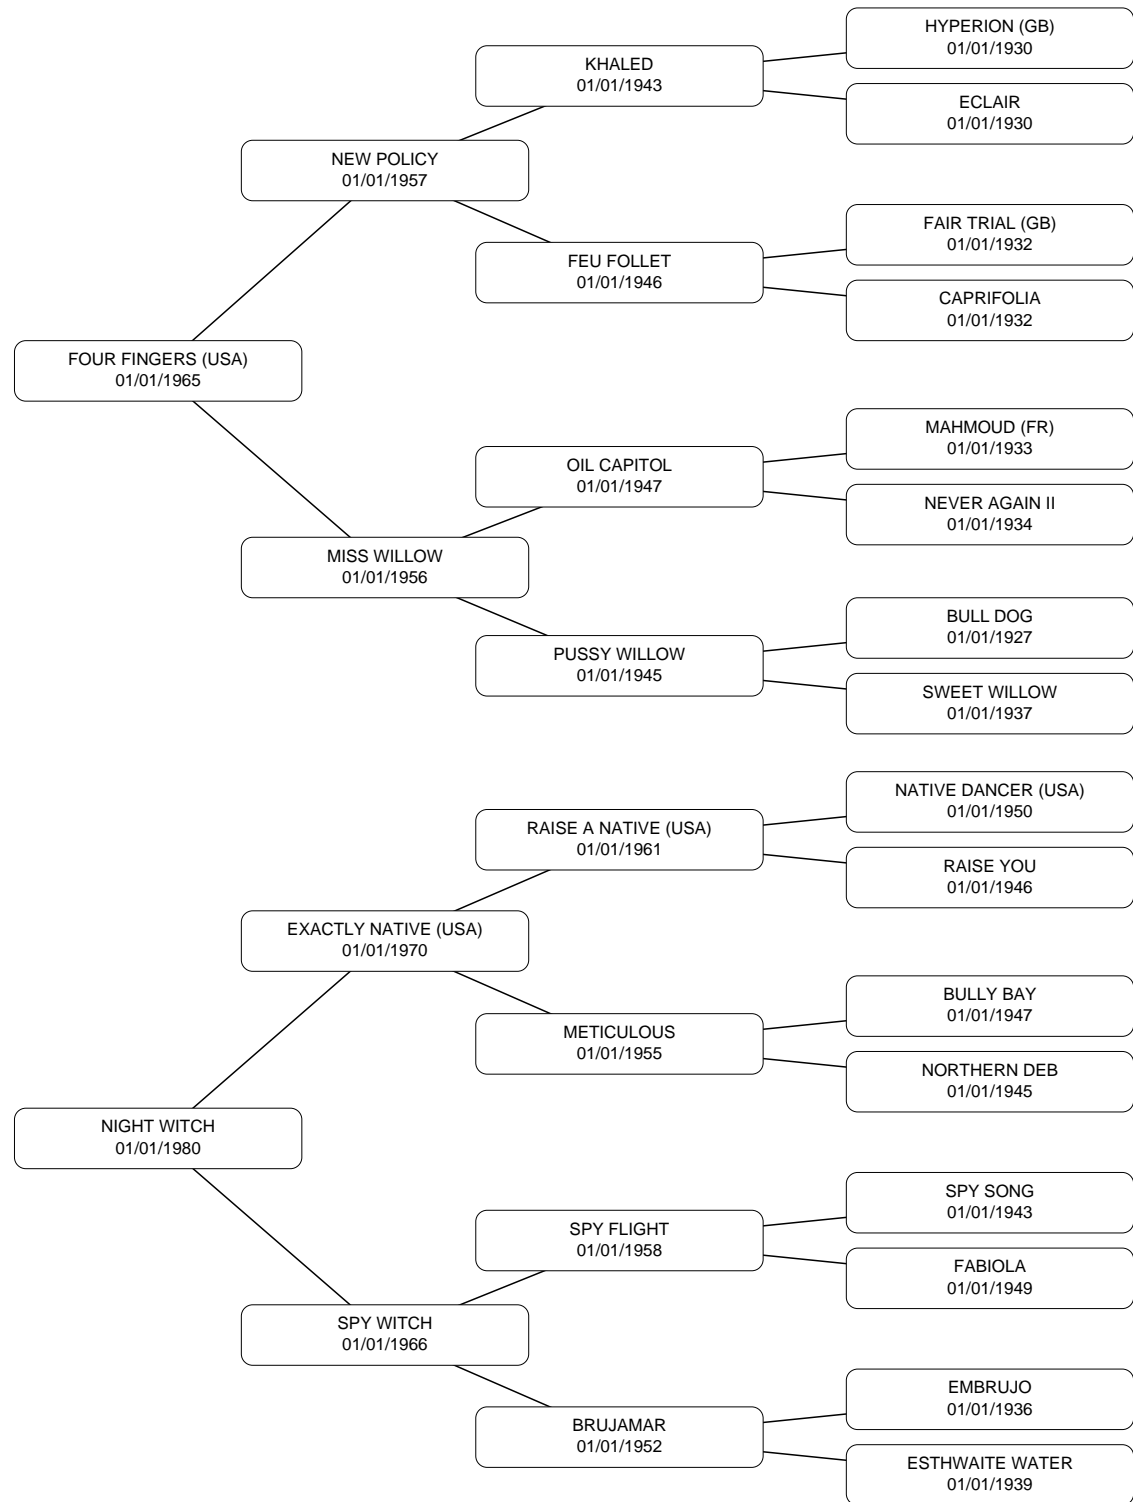 HYPERION (GB)
01/01/1930
KHALED
01/01/1943
ECLAIR
01/01/1930
NEW POLICY
01/01/1957
FAIR TRIAL (GB)
01/01/1932
FEU FOLLET
01/01/1946
CAPRIFOLIA
01/01/1932
FOUR FINGERS (USA)
01/01/1965
MAHMOUD (FR)
01/01/1933
OIL CAPITOL
01/01/1947
NEVER AGAIN II
01/01/1934
MISS WILLOW
01/01/1956
BULL DOG
01/01/1927
PUSSY WILLOW
01/01/1945
SWEET WILLOW
01/01/1937
NATIVE DANCER (USA)
01/01/1950
RAISE A NATIVE (USA)
01/01/1961
RAISE YOU
01/01/1946
EXACTLY NATIVE (USA)
01/01/1970
BULLY BAY
01/01/1947
METICULOUS
01/01/1955
NORTHERN DEB
01/01/1945
NIGHT WITCH
01/01/1980
SPY SONG
01/01/1943
SPY FLIGHT
01/01/1958
FABIOLA
01/01/1949
SPY WITCH
01/01/1966
EMBRUJO
01/01/1936
BRUJAMAR
01/01/1952
ESTHWAITE WATER
01/01/1939